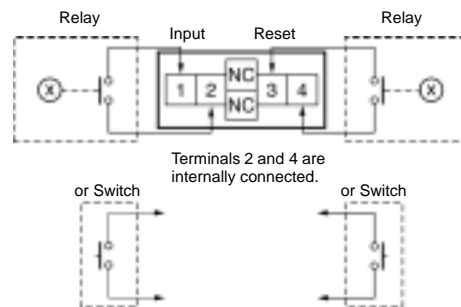 Relay
Relay
Input
Reset
X
1
2
NC
NC
3
4
X
Terminals 2 and 4 are
internally connected.
or Switch
or Switch